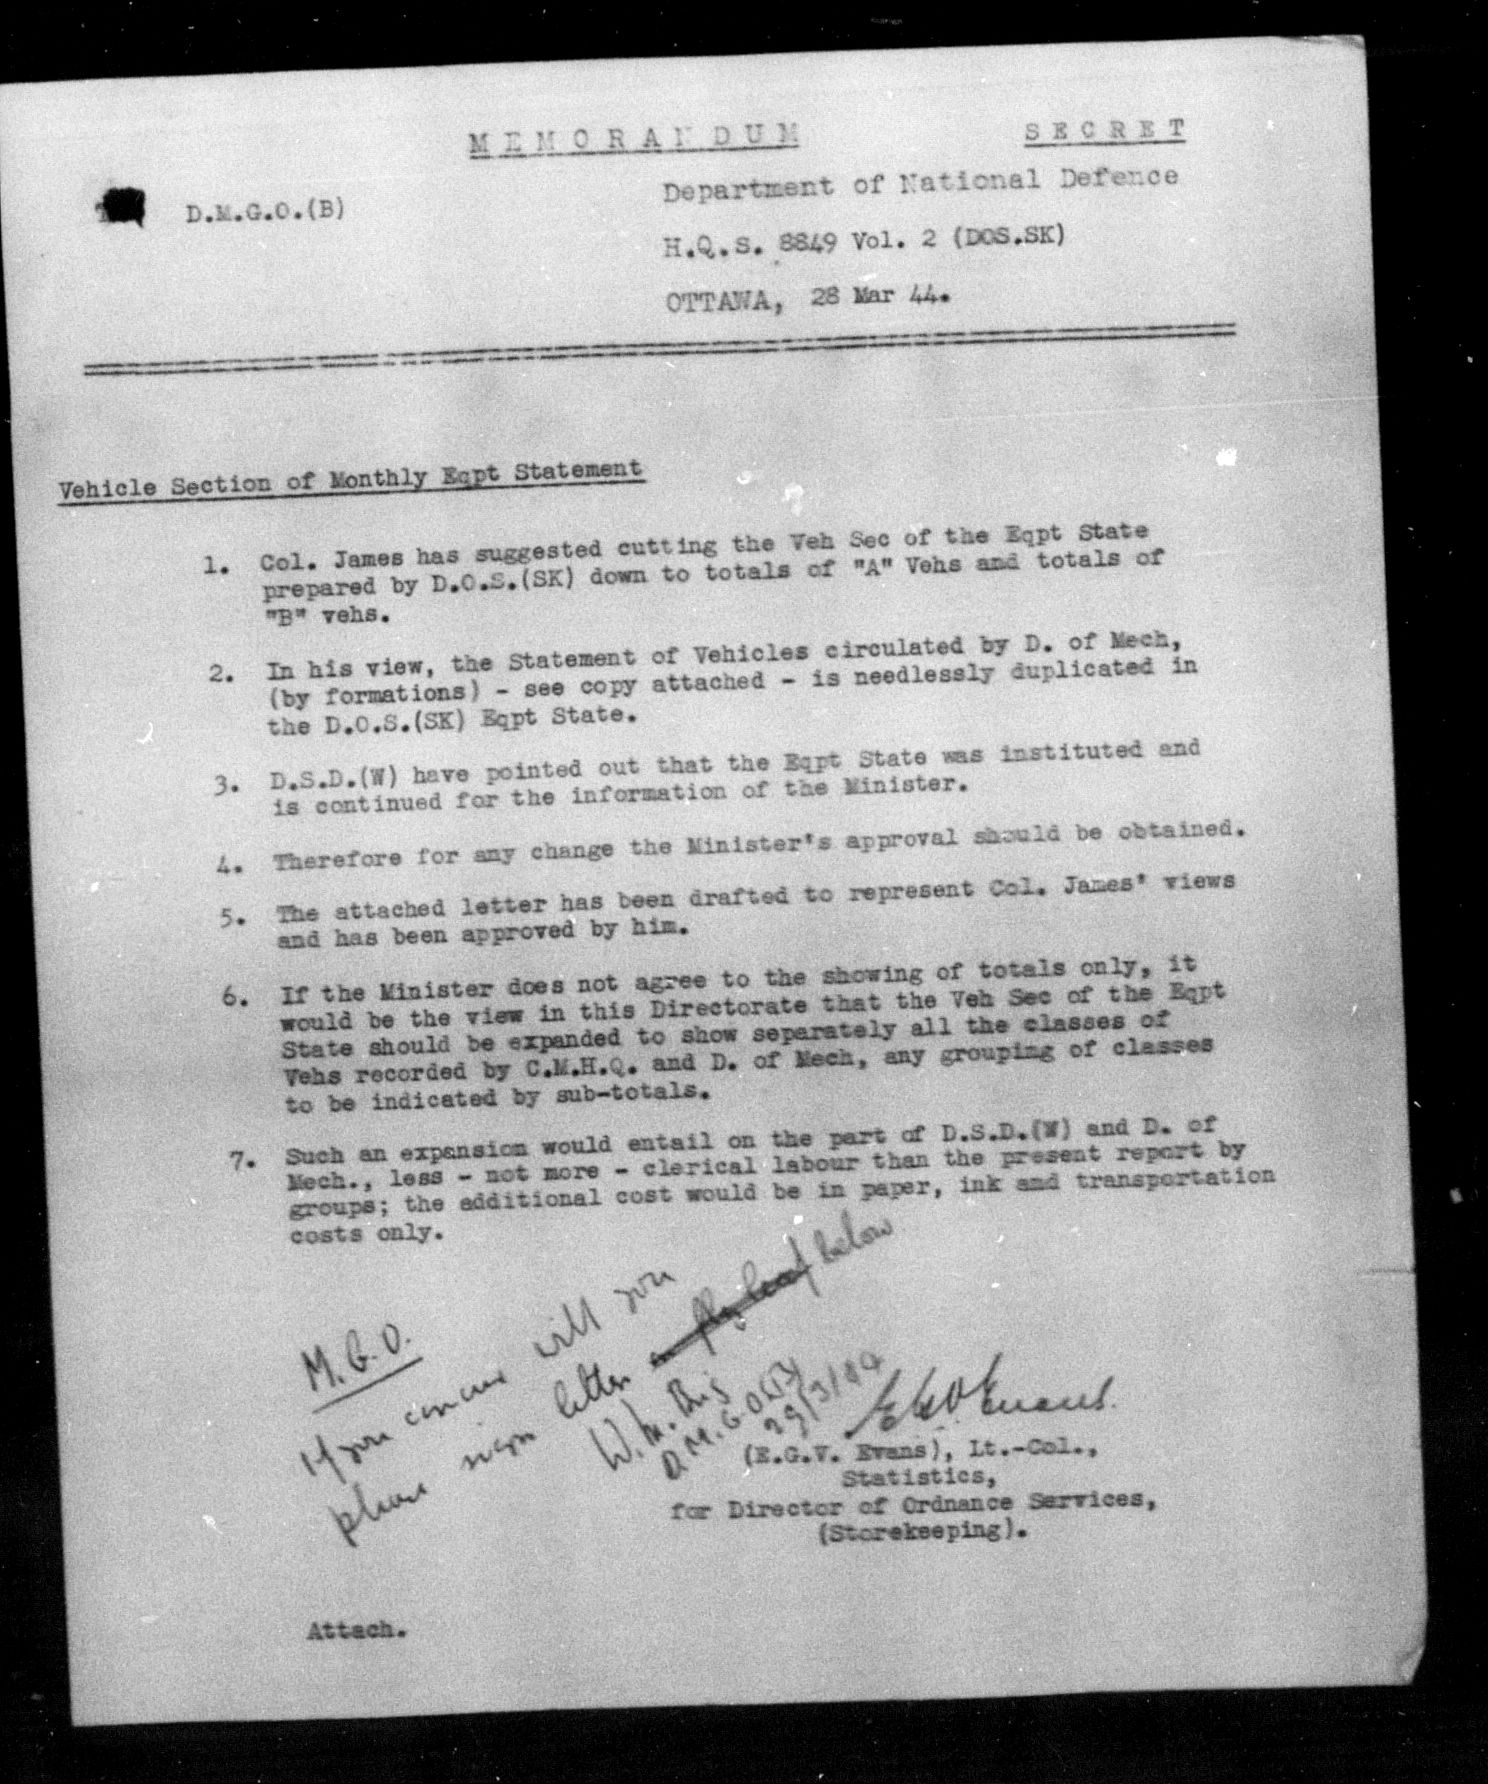 MEMORANDUM
SECRET
D.M.G.O.(B)
Department of National Defence
H.Q.S. 8849 Vol. 2 (DOS.SK)
OTTAWA, 28 Mar 44.
Vehicle Section of Monthly Eqpt Statement
1. Col. James has suggested cutting the Veh Sec of the Eqpt State
prepared by D.O.S.(SK) down to totals of "A" Vehs and totals of
"B" vehs.
2. In his view, the Statement of Vehicles circulated by D. of Mech,
(by formations) - see copy attached - is needlessly duplicated in
the D.O.S.(SK) Eqpt State.
3. D.S.D.(W) have pointed out that the Eqpt State was instituted and
is continued for the information of the Minister.
4. Therefore for any change the Minister's approval should be obtained.
5. The attached letter has been drafted to represent Col. James' views
and has been approved by him.
6. If the Minister does not agree to the showing of totals only, it
would be the view in this Directorate that the Veh Sec of the Eqpt
State should be expanded to show separately all the classes of
Vehs recorded by C.M.H.Q. and D. of Mech, any grouping of classes
to be indicated by sub-totals.
7. Such an expansion would entail on the part of D.S.D.(W) and D. of
Mech., less - not more - clerical labour than the present report by
groups; the additional cost would be in paper, ink and transportation
costs only.
M.G.O.
If you concur will you
please sign letter below
D.M.G.O.(B)
29/3/44
EGV Evans.
(E.G.V. Evans), Lt.-Col.,
Statistics,
for Director of Ordnance Services,
(Storekeeping).
Attach.